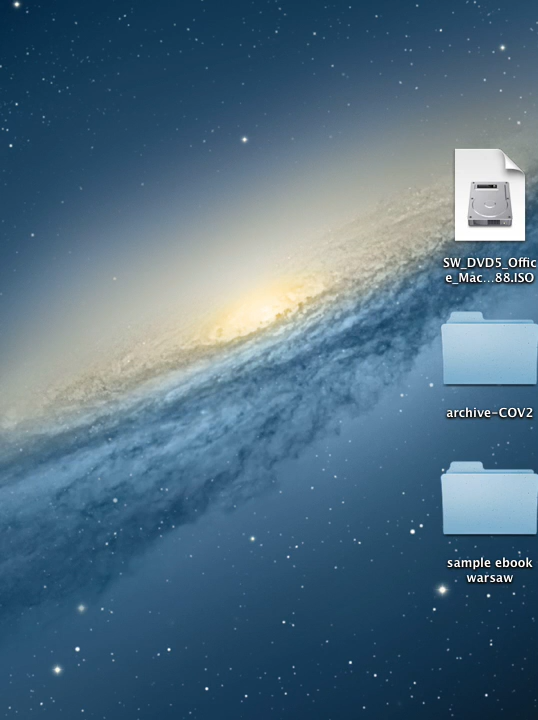 SW_DVD5_Offic
e_Mac...88.ISO
archive-COV2
sample ebook
warsaw